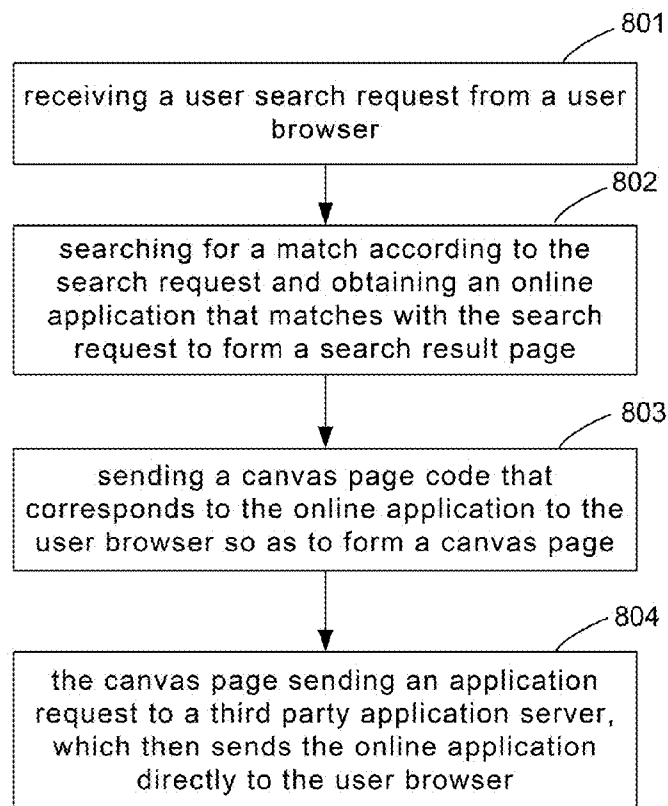 801
receiving a user search request from a user
browser
802
searching for a match according to the
search request and obtaining an online
application that matches with the search
request to form a search result page
803
sending a canvas page code that
corresponds to the online application to the
user browser so as to form a canvas page
804
the canvas page sending an application
request to a third party application server,
which then sends the online application
directly to the user browser